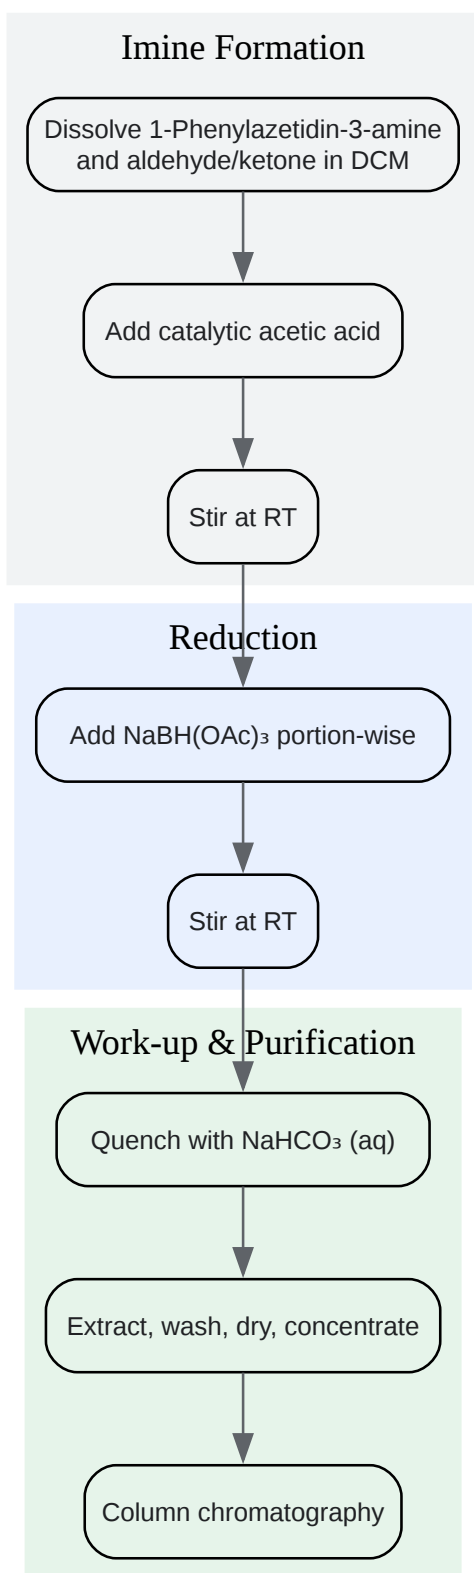 Imine Formation
Dissolve 1-Phenylazetidin-3-amine
and aldehyde/ketone in DCM
Add catalytic acetic acid
Stir at RT
Reduction
Add NaBH(OAc)₃ portion-wise
Stir at RT
Work-up & Purification
Quench with NaHCO₃ (aq)
Extract, wash, dry, concentrate
Column chromatography